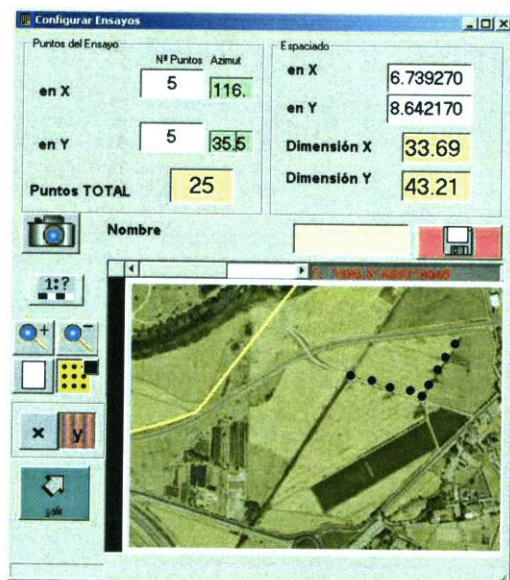 Configurar Ensayos
Puntos del Ensayo
Nº Puntos Azimut
en X 5 116.
en Y 5 35.5
Puntos TOTAL 25
Espaciado
en X 6.739270
en Y 8.642170
Dimensión X 33.69
Dimensión Y 43.21
Nombre
1:?
x y
salir